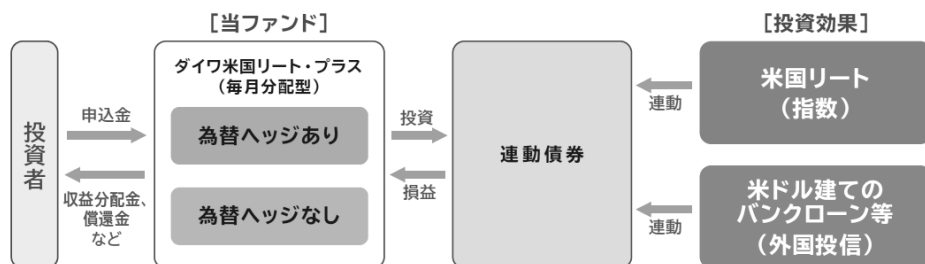 [当ファンド]
[投資効果]
投資者
申込金
収益分配金、
償還金
など
ダイワ米国リート・プラス
（毎月分配型）
為替ヘッジあり
為替ヘッジなし
投資
損益
連動債券
連動
連動
米国リート
（指数）
米ドル建ての
バンクローン等
（外国投信）